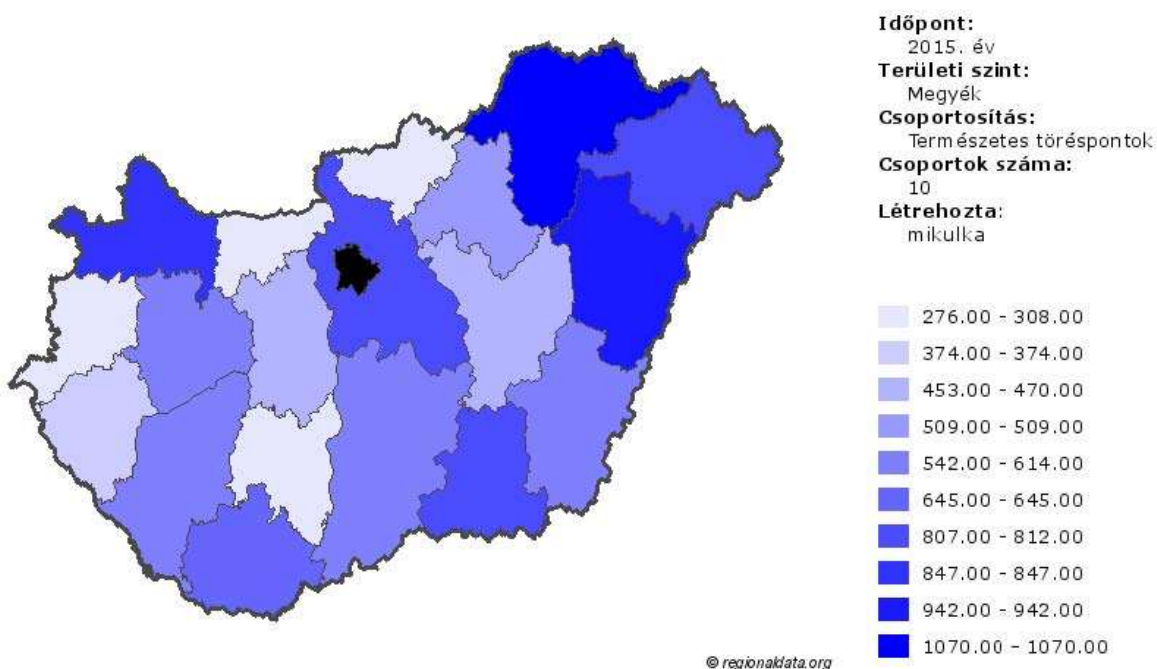 Időpont:
2015. év
Területi szint:
Megyék
Csoportosítás:
Természetes töréspontok
Csoportok száma:
10
Létrehozta:
mikulka
276.00 - 308.00
374.00 - 374.00
453.00 - 470.00
509.00 - 509.00
542.00 - 614.00
645.00 - 645.00
807.00 - 812.00
847.00 - 847.00
942.00 - 942.00
1070.00 - 1070.00
© regionaldata.org